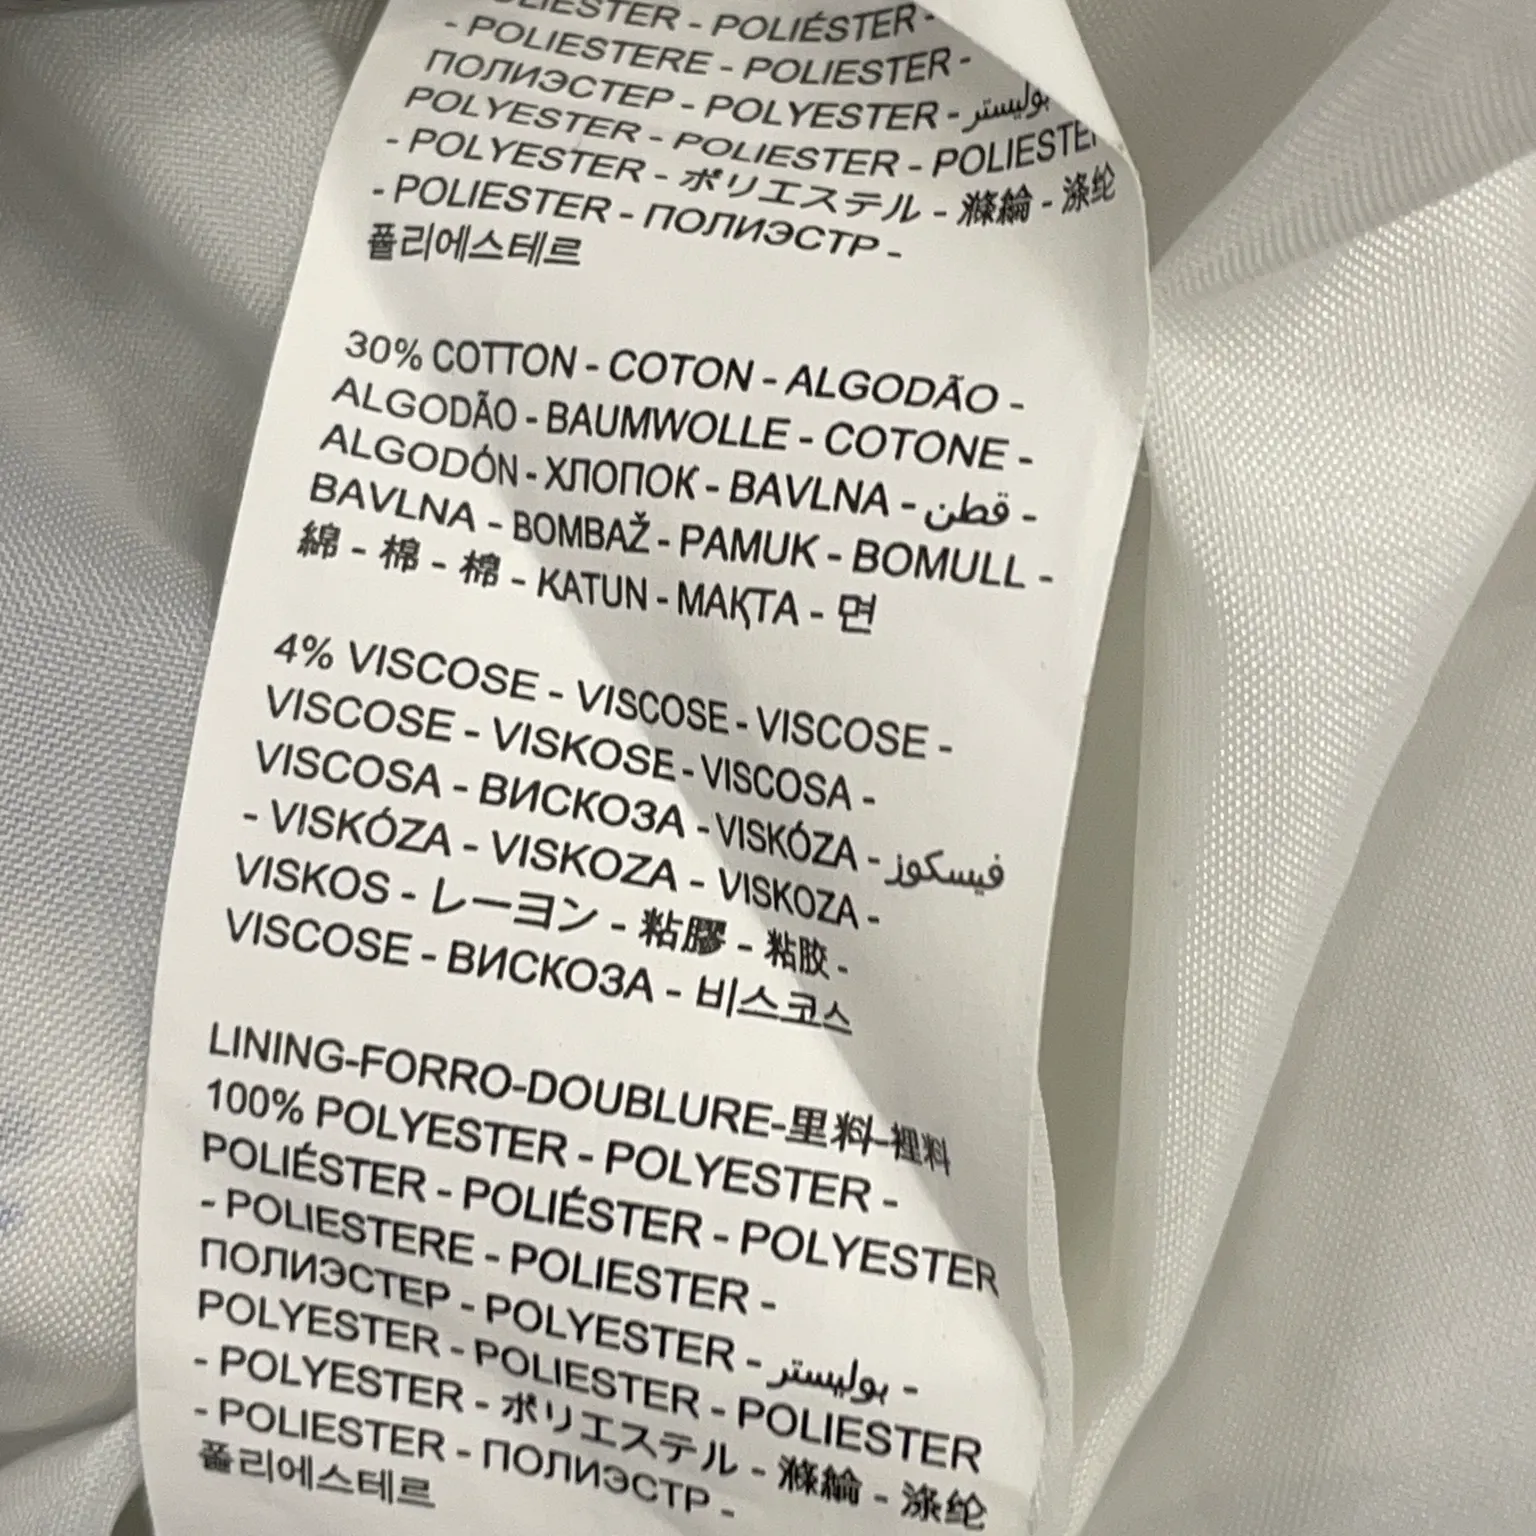 POLIESTER - POLIÉSTER -
- POLIESTERE - POLIESTER -
ПОЛИЭСТЕР - POLYESTER - بوليستر
POLYESTER - POLIESTER - POLIESTER
- POLYESTER - ポリエステル - 滌綸 - 涤纶
- POLIESTER - ПОЛИЭСТР -
폴리에스테르
30% COTTON - COTON - ALGODÃO -
ALGODÃO - BAUMWOLLE - COTONE -
ALGODÓN - ХЛОПОК - BAVLNA - قطن -
BAVLNA - BOMBAŽ - PAMUK - BOMULL -
綿 - 棉 - 棉 - KATUN - МАҚТА - 면
4% VISCOSE - VISCOSE - VISCOSE -
VISCOSE - VISKOSE - VISCOSA -
VISCOSA - ВИСКОЗА - VISKÓZA - فيسكوز
- VISKÓZA - VISKOZA - VISKOZA -
VISKOS - レーヨン - 粘膠 - 粘胶 -
VISCOSE - ВИСКОЗА - 비스코스
LINING-FORRO-DOUBLURE-里料-裡料
100% POLYESTER - POLYESTER -
POLIÉSTER - POLIÉSTER - POLYESTER
- POLIESTERE - POLIESTER -
ПОЛИЭСТЕР - POLYESTER - بوليستر -
POLYESTER - POLIESTER - POLIESTER
- POLYESTER - ポリエステル - 滌綸 - 涤纶
- POLIESTER - ПОЛИЭСТР -
폴리에스테르